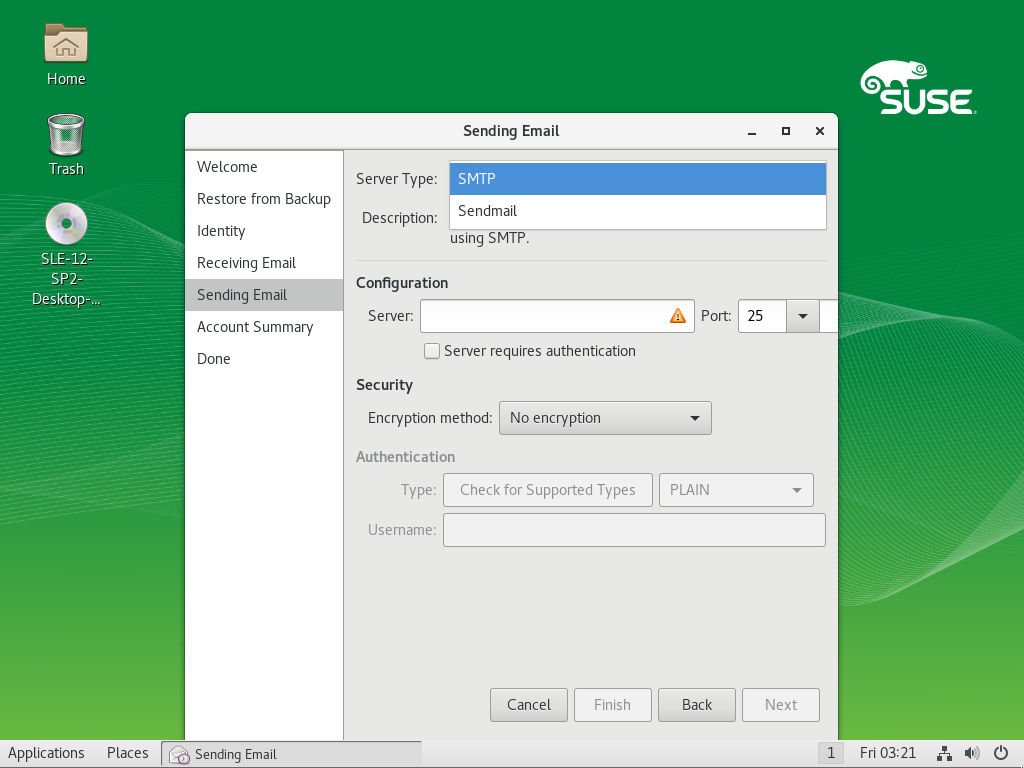 Home
Trash
SLE-12-
SP2-
Desktop-...
SUSE
Sending Email
Welcome
Restore from Backup
Identity
Receiving Email
Sending Email
Account Summary
Done
Server Type:
SMTP
Sendmail
Description:
using SMTP.
Configuration
Server:
Port: 25
Server requires authentication
Security
Encryption method: No encryption
Authentication
Type: Check for Supported Types PLAIN
Username:
Cancel Finish Back Next
Applications Places Sending Email 1 Fri 03:21